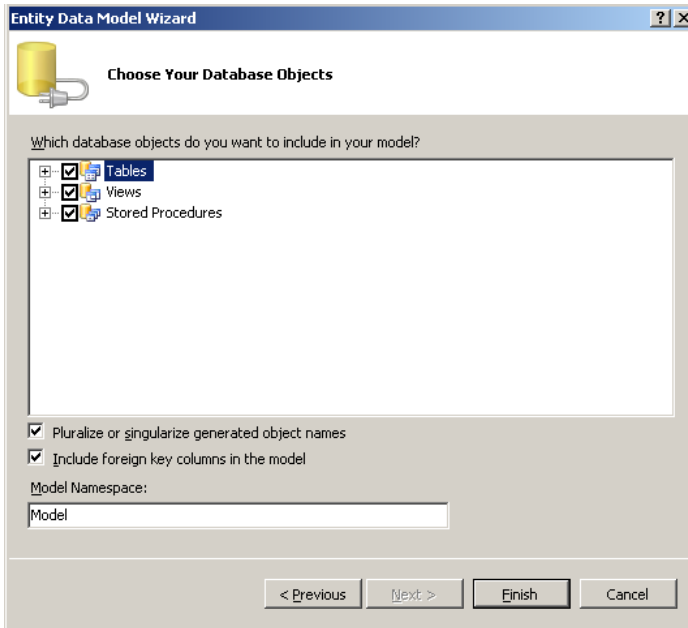 Entity Data Model Wizard
Choose Your Database Objects
Which database objects do you want to include in your model?
Tables
Views
Stored Procedures
Pluralize or singularize generated object names
Include foreign key columns in the model
Model Namespace:
Model
< Previous
Next >
Finish
Cancel